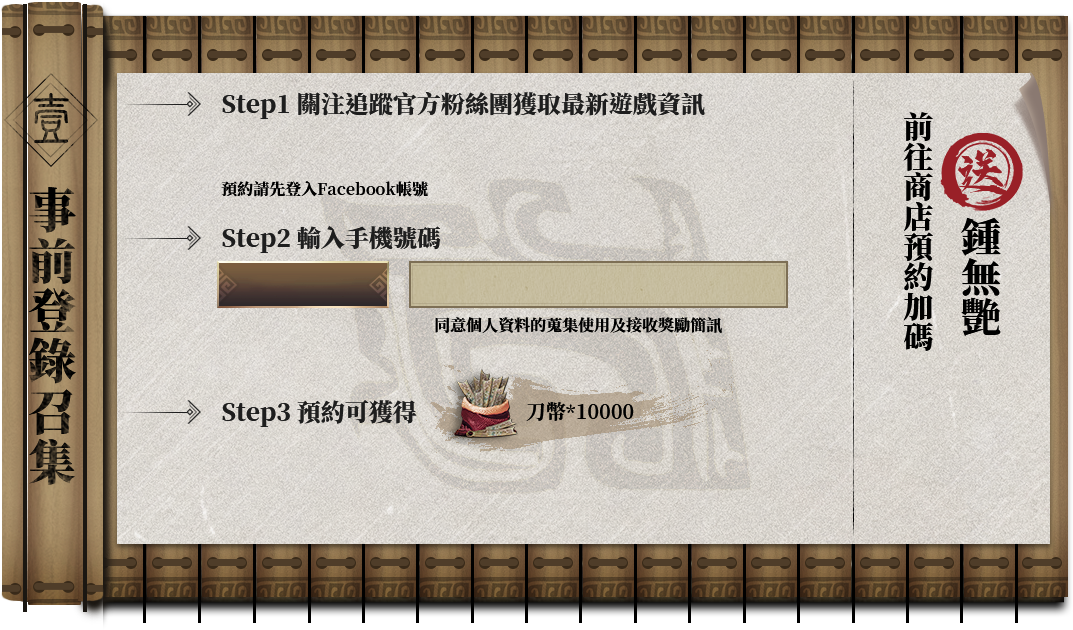 壹
事前登錄召集
Step1 關注追蹤官方粉絲團獲取最新遊戲資訊
預約請先登入Facebook帳號
Step2 輸入手機號碼
同意個人資料的蒐集使用及接收獎勵簡訊
Step3 預約可獲得
刀幣*10000
送
鍾無艷
前往商店預約加碼